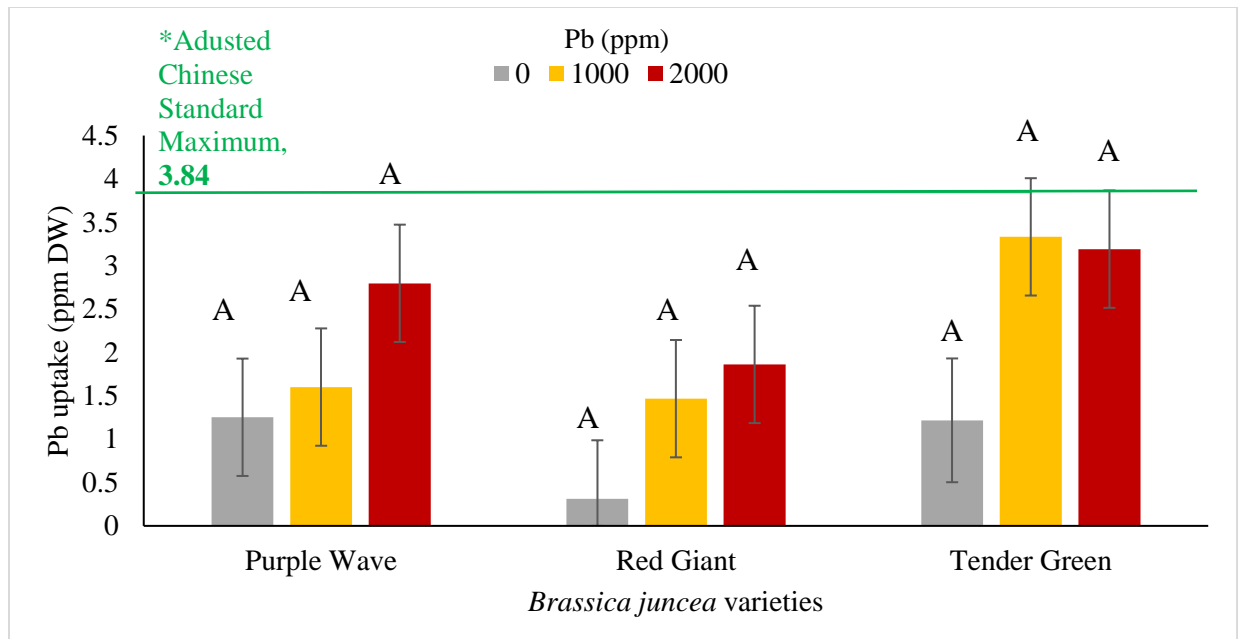 *Adusted
Chinese
Standard
Maximum,
3.84
Pb (ppm)
0 1000 2000
Pb uptake (ppm DW)
4.5
4
3.5
3
2.5
2
1.5
1
0.5
0
A
A
A
A
A
A
A
A
A
Purple Wave Red Giant Tender Green
Brassica juncea varieties